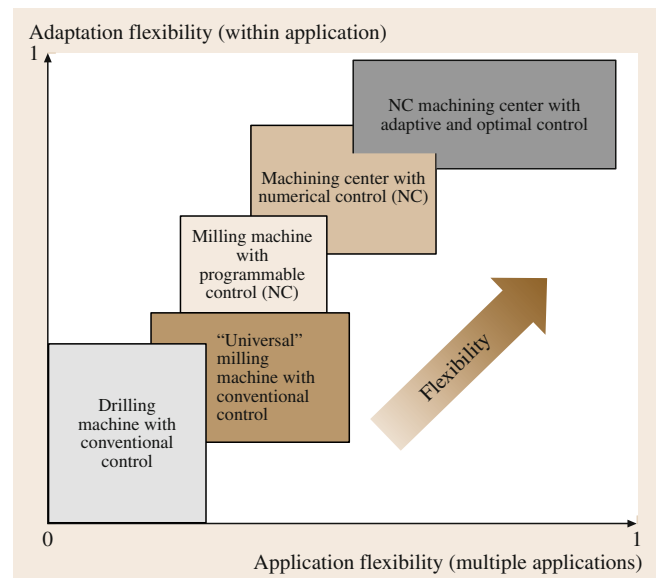 Adaptation flexibility (within application)
1
NC machining center with
adaptive and optimal control
Machining center with
numerical control (NC)
Milling machine
with
programmable
control (NC)
“Universal”
milling
machine with
conventional
control
Flexibility
Drilling
machine with
conventional
control
0
1
Application flexibility (multiple applications)